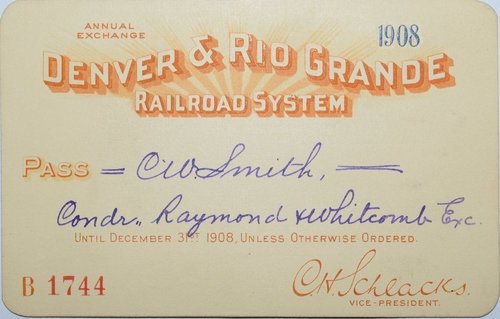 ANNUAL
EXCHANGE
1908
DENVER & RIO GRANDE
RAILROAD SYSTEM
PASS = C.W. Smith, —
Condr., Raymond & Whitcomb Exc.
UNTIL DECEMBER 31ST 1908, UNLESS OTHERWISE ORDERED.
B 1744
C.H. Schlacks.
VICE-PRESIDENT.